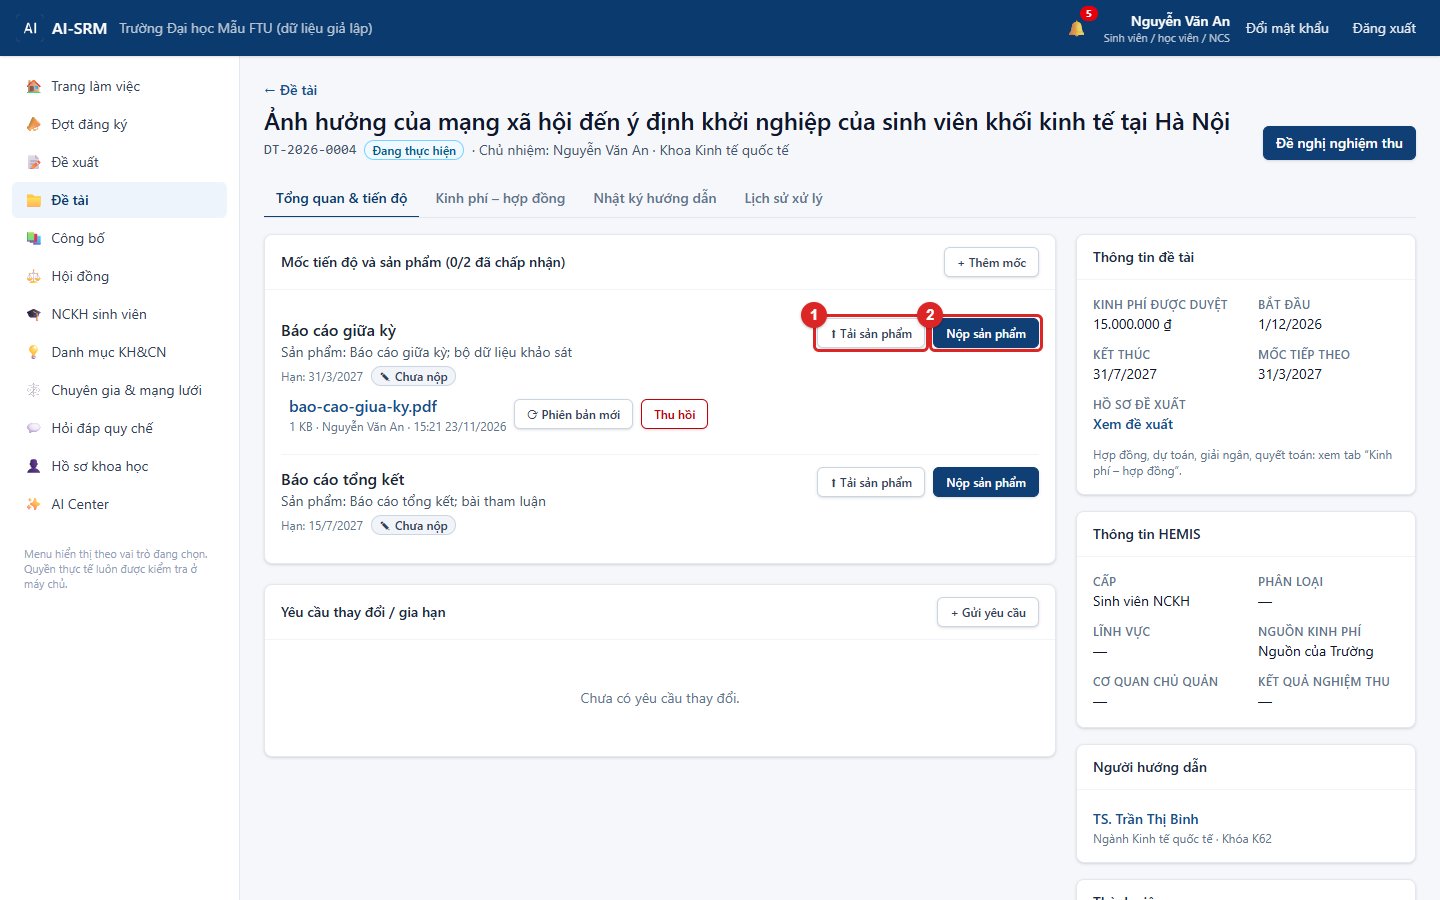 AI AI-SRM Trường Đại học Mẫu FTU (dữ liệu giả lập)
5
Nguyễn Văn An
Sinh viên / học viên / NCS
Đổi mật khẩu
Đăng xuất
Trang làm việc
Đợt đăng ký
Đề xuất
Đề tài
Công bố
Hội đồng
NCKH sinh viên
Danh mục KH&CN
Chuyên gia & mạng lưới
Hỏi đáp quy chế
Hồ sơ khoa học
AI Center
Menu hiển thị theo vai trò đang chọn.
Quyền thực tế luôn được kiểm tra ở
máy chủ.
← Đề tài
Ảnh hưởng của mạng xã hội đến ý định khởi nghiệp của sinh viên khối kinh tế tại Hà Nội
DT-2026-0004 Đang thực hiện · Chủ nhiệm: Nguyễn Văn An · Khoa Kinh tế quốc tế
Đề nghị nghiệm thu
Tổng quan & tiến độ
Kinh phí – hợp đồng
Nhật ký hướng dẫn
Lịch sử xử lý
Mốc tiến độ và sản phẩm (0/2 đã chấp nhận)
+ Thêm mốc
Báo cáo giữa kỳ
Sản phẩm: Báo cáo giữa kỳ; bộ dữ liệu khảo sát
Hạn: 31/3/2027 Chưa nộp
1
⬆ Tải sản phẩm
2
Nộp sản phẩm
bao-cao-giua-ky.pdf
1 KB · Nguyễn Văn An · 15:21 23/11/2026
⟳ Phiên bản mới
Thu hồi
Báo cáo tổng kết
Sản phẩm: Báo cáo tổng kết; bài tham luận
Hạn: 15/7/2027 Chưa nộp
⬆ Tải sản phẩm
Nộp sản phẩm
Yêu cầu thay đổi / gia hạn
+ Gửi yêu cầu
Chưa có yêu cầu thay đổi.
Thông tin đề tài
KINH PHÍ ĐƯỢC DUYỆT
15.000.000 ₫
BẮT ĐẦU
1/12/2026
KẾT THÚC
31/7/2027
MỐC TIẾP THEO
31/3/2027
HỒ SƠ ĐỀ XUẤT
Xem đề xuất
Hợp đồng, dự toán, giải ngân, quyết toán: xem tab “Kinh
phí – hợp đồng”.
Thông tin HEMIS
CẤP
Sinh viên NCKH
PHÂN LOẠI
—
LĨNH VỰC
—
NGUỒN KINH PHÍ
Nguồn của Trường
CƠ QUAN CHỦ QUẢN
—
KẾT QUẢ NGHIỆM THU
—
Người hướng dẫn
TS. Trần Thị Bình
Ngành Kinh tế quốc tế · Khóa K62